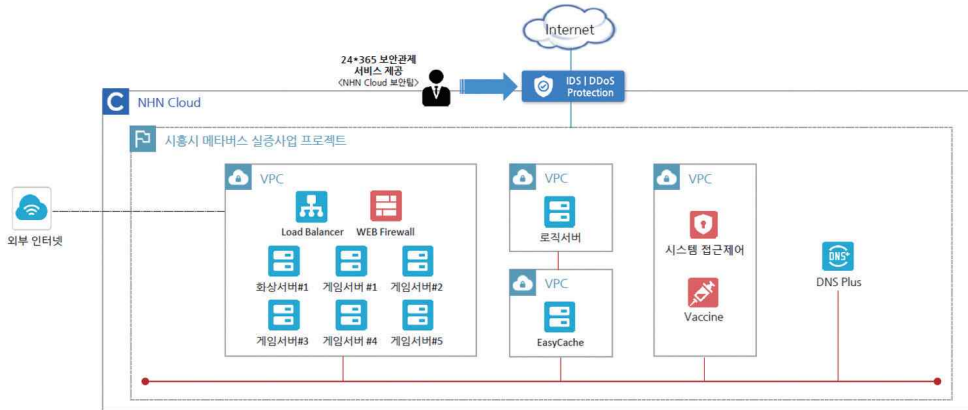 Internet
24*365 보안관제
서비스 제공
<NHN Cloud 보안팀>
IDS | DDoS
Protection
C NHN Cloud
시흥시 메타버스 실증사업 프로젝트
VPC
Load Balancer
WEB Firewall
화상서버#1
게임서버 #1
게임서버#2
게임서버#3
게임서버 #4
게임서버#5
VPC
로직서버
VPC
EasyCache
VPC
시스템 접근제어
Vaccine
DNS+
DNS Plus
외부 인터넷